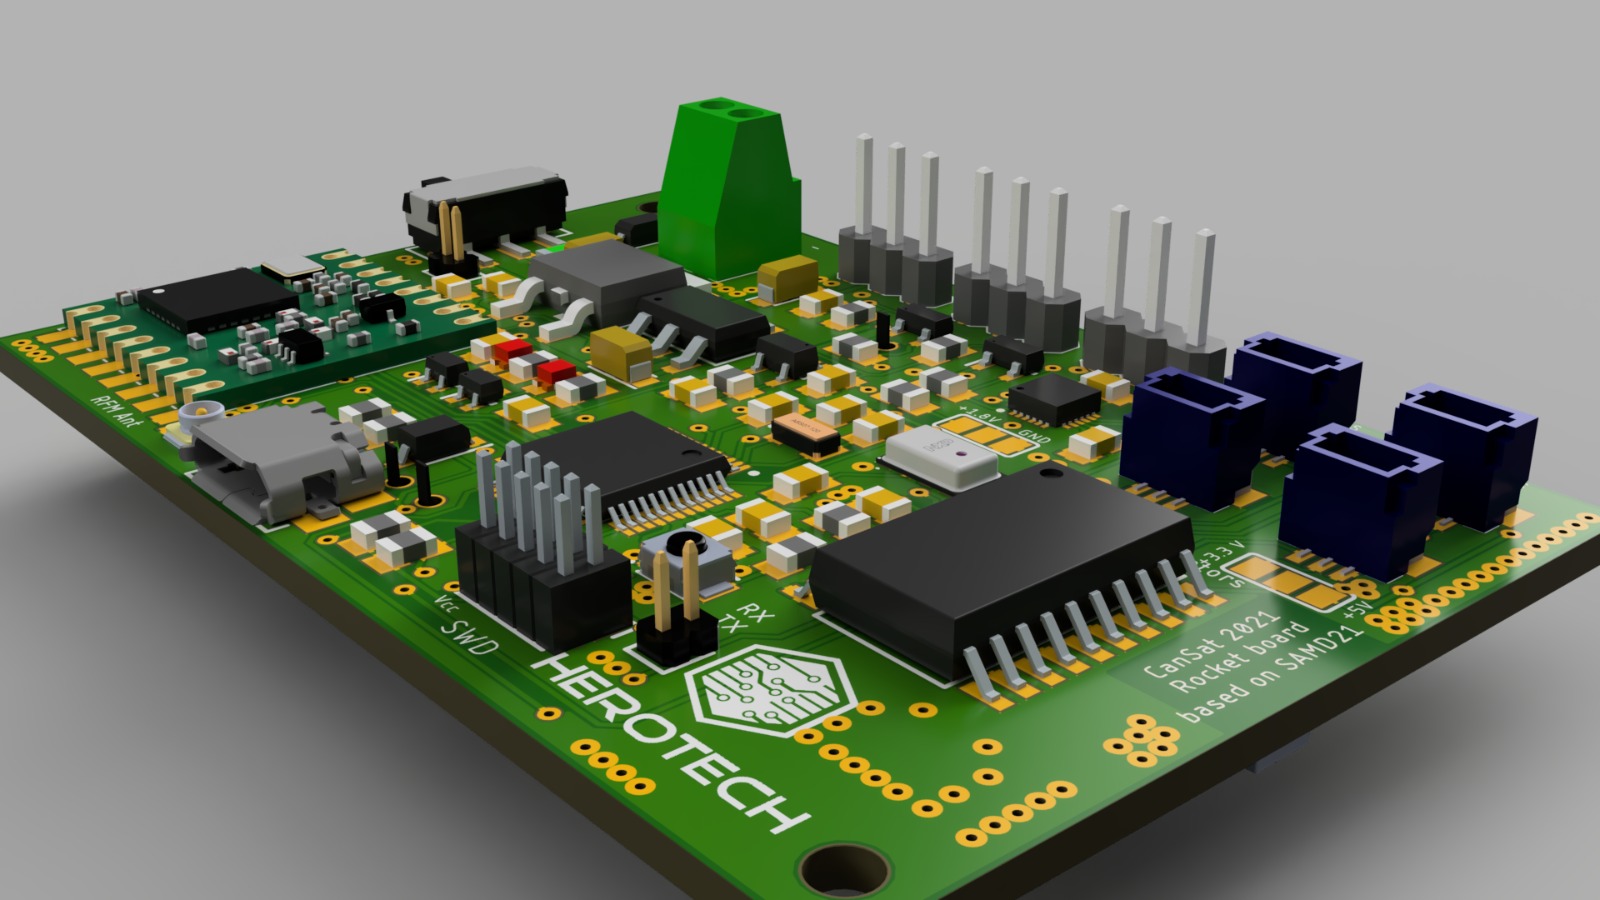 RFM Ant
+1.8V
GND
Vcc
SWD
RX
TX
HEROTECH
+3.3 V
+5V
CanSat 2021
Rocket board
based on SAMD21